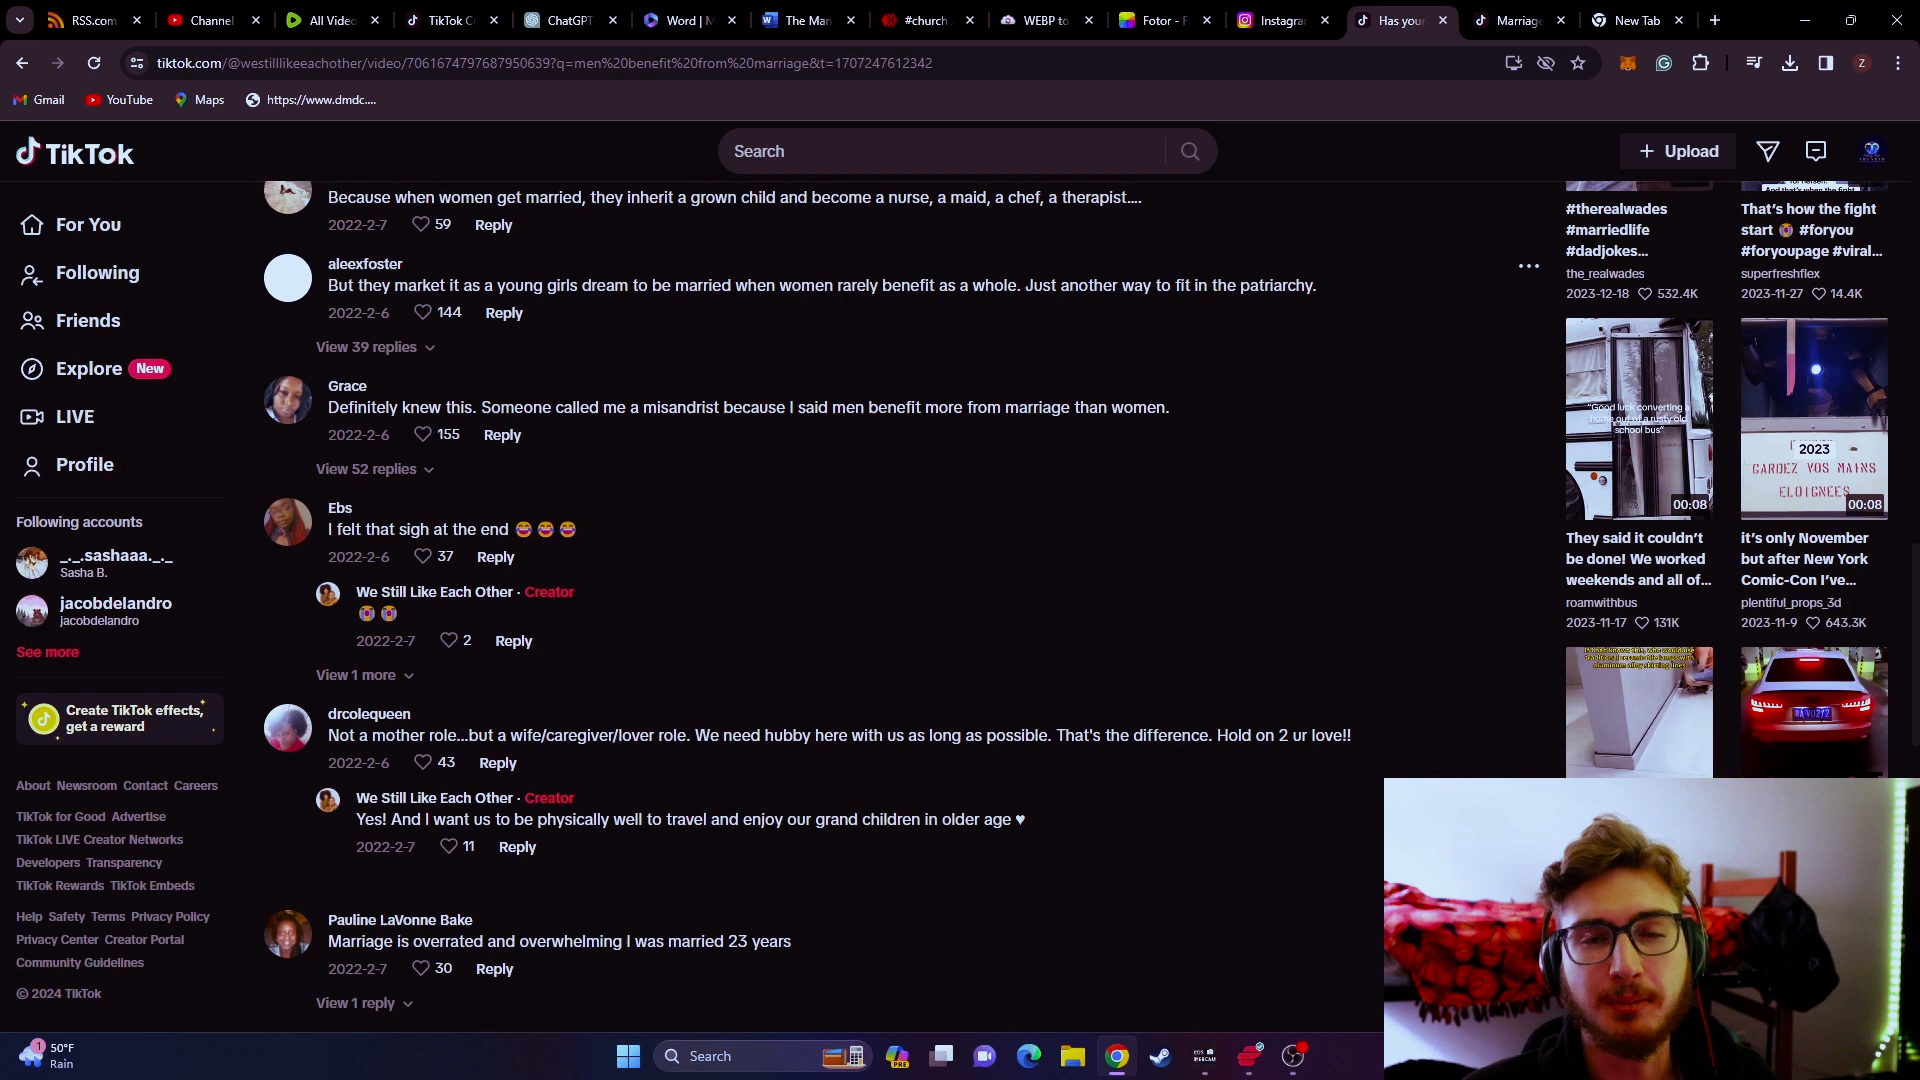 RSS.com
Channel
All Video
TikTok Cr
ChatGPT
Word | M
The Man
#church
WEBP to
Fotor - F
Instagra
Has your
Marriage
New Tab
tiktok.com/@westilllikeeachother/video/7061674797687950639?q=men%20benefit%20from%20marriage&t=1707247612342
Z
Gmail
YouTube
Maps
https://www.dmdc....
TikTok
Search
Upload
For You
Following
Friends
Explore New
LIVE
Profile
Following accounts
_._.sashaaa._._
Sasha B.
jacobdelandro
jacobdelandro
See more
Create TikTok effects,
get a reward
About Newsroom Contact Careers
TikTok for Good Advertise
TikTok LIVE Creator Networks
Developers Transparency
TikTok Rewards TikTok Embeds
Help Safety Terms Privacy Policy
Privacy Center Creator Portal
Community Guidelines
© 2024 TikTok
Because when women get married, they inherit a grown child and become a nurse, a maid, a chef, a therapist....
2022-2-7 59 Reply
aleexfoster
But they market it as a young girls dream to be married when women rarely benefit as a whole. Just another way to fit in the patriarchy.
2022-2-6 144 Reply
View 39 replies
Grace
Definitely knew this. Someone called me a misandrist because I said men benefit more from marriage than women.
2022-2-6 155 Reply
View 52 replies
Ebs
I felt that sigh at the end 😂 😂 😂
2022-2-6 37 Reply
We Still Like Each Other · Creator
😭 😭
2022-2-7 2 Reply
View 1 more
drcolequeen
Not a mother role...but a wife/caregiver/lover role. We need hubby here with us as long as possible. That's the difference. Hold on 2 ur love!!
2022-2-6 43 Reply
We Still Like Each Other · Creator
Yes! And I want us to be physically well to travel and enjoy our grand children in older age ♥
2022-2-7 11 Reply
Pauline LaVonne Bake
Marriage is overrated and overwhelming I was married 23 years
2022-2-7 30 Reply
View 1 reply
#therealwades
#marriedlife
#dadjokes...
the_realwades
2023-12-18 532.4K
That's how the fight
start 😭 #foryou
#foryoupage #viral...
superfreshflex
2023-11-27 14.4K
"Good luck converting a
home out of a rusty old
school bus"
00:08
They said it couldn't
be done! We worked
weekends and all of...
roamwithbus
2023-11-17 131K
2023
GARDEZ VOS MAINS
ELOIGNEES
00:08
it's only November
but after New York
Comic-Con I've...
plentiful_props_3d
2023-11-9 643.3K
1
50°F
Rain
Search
PRE